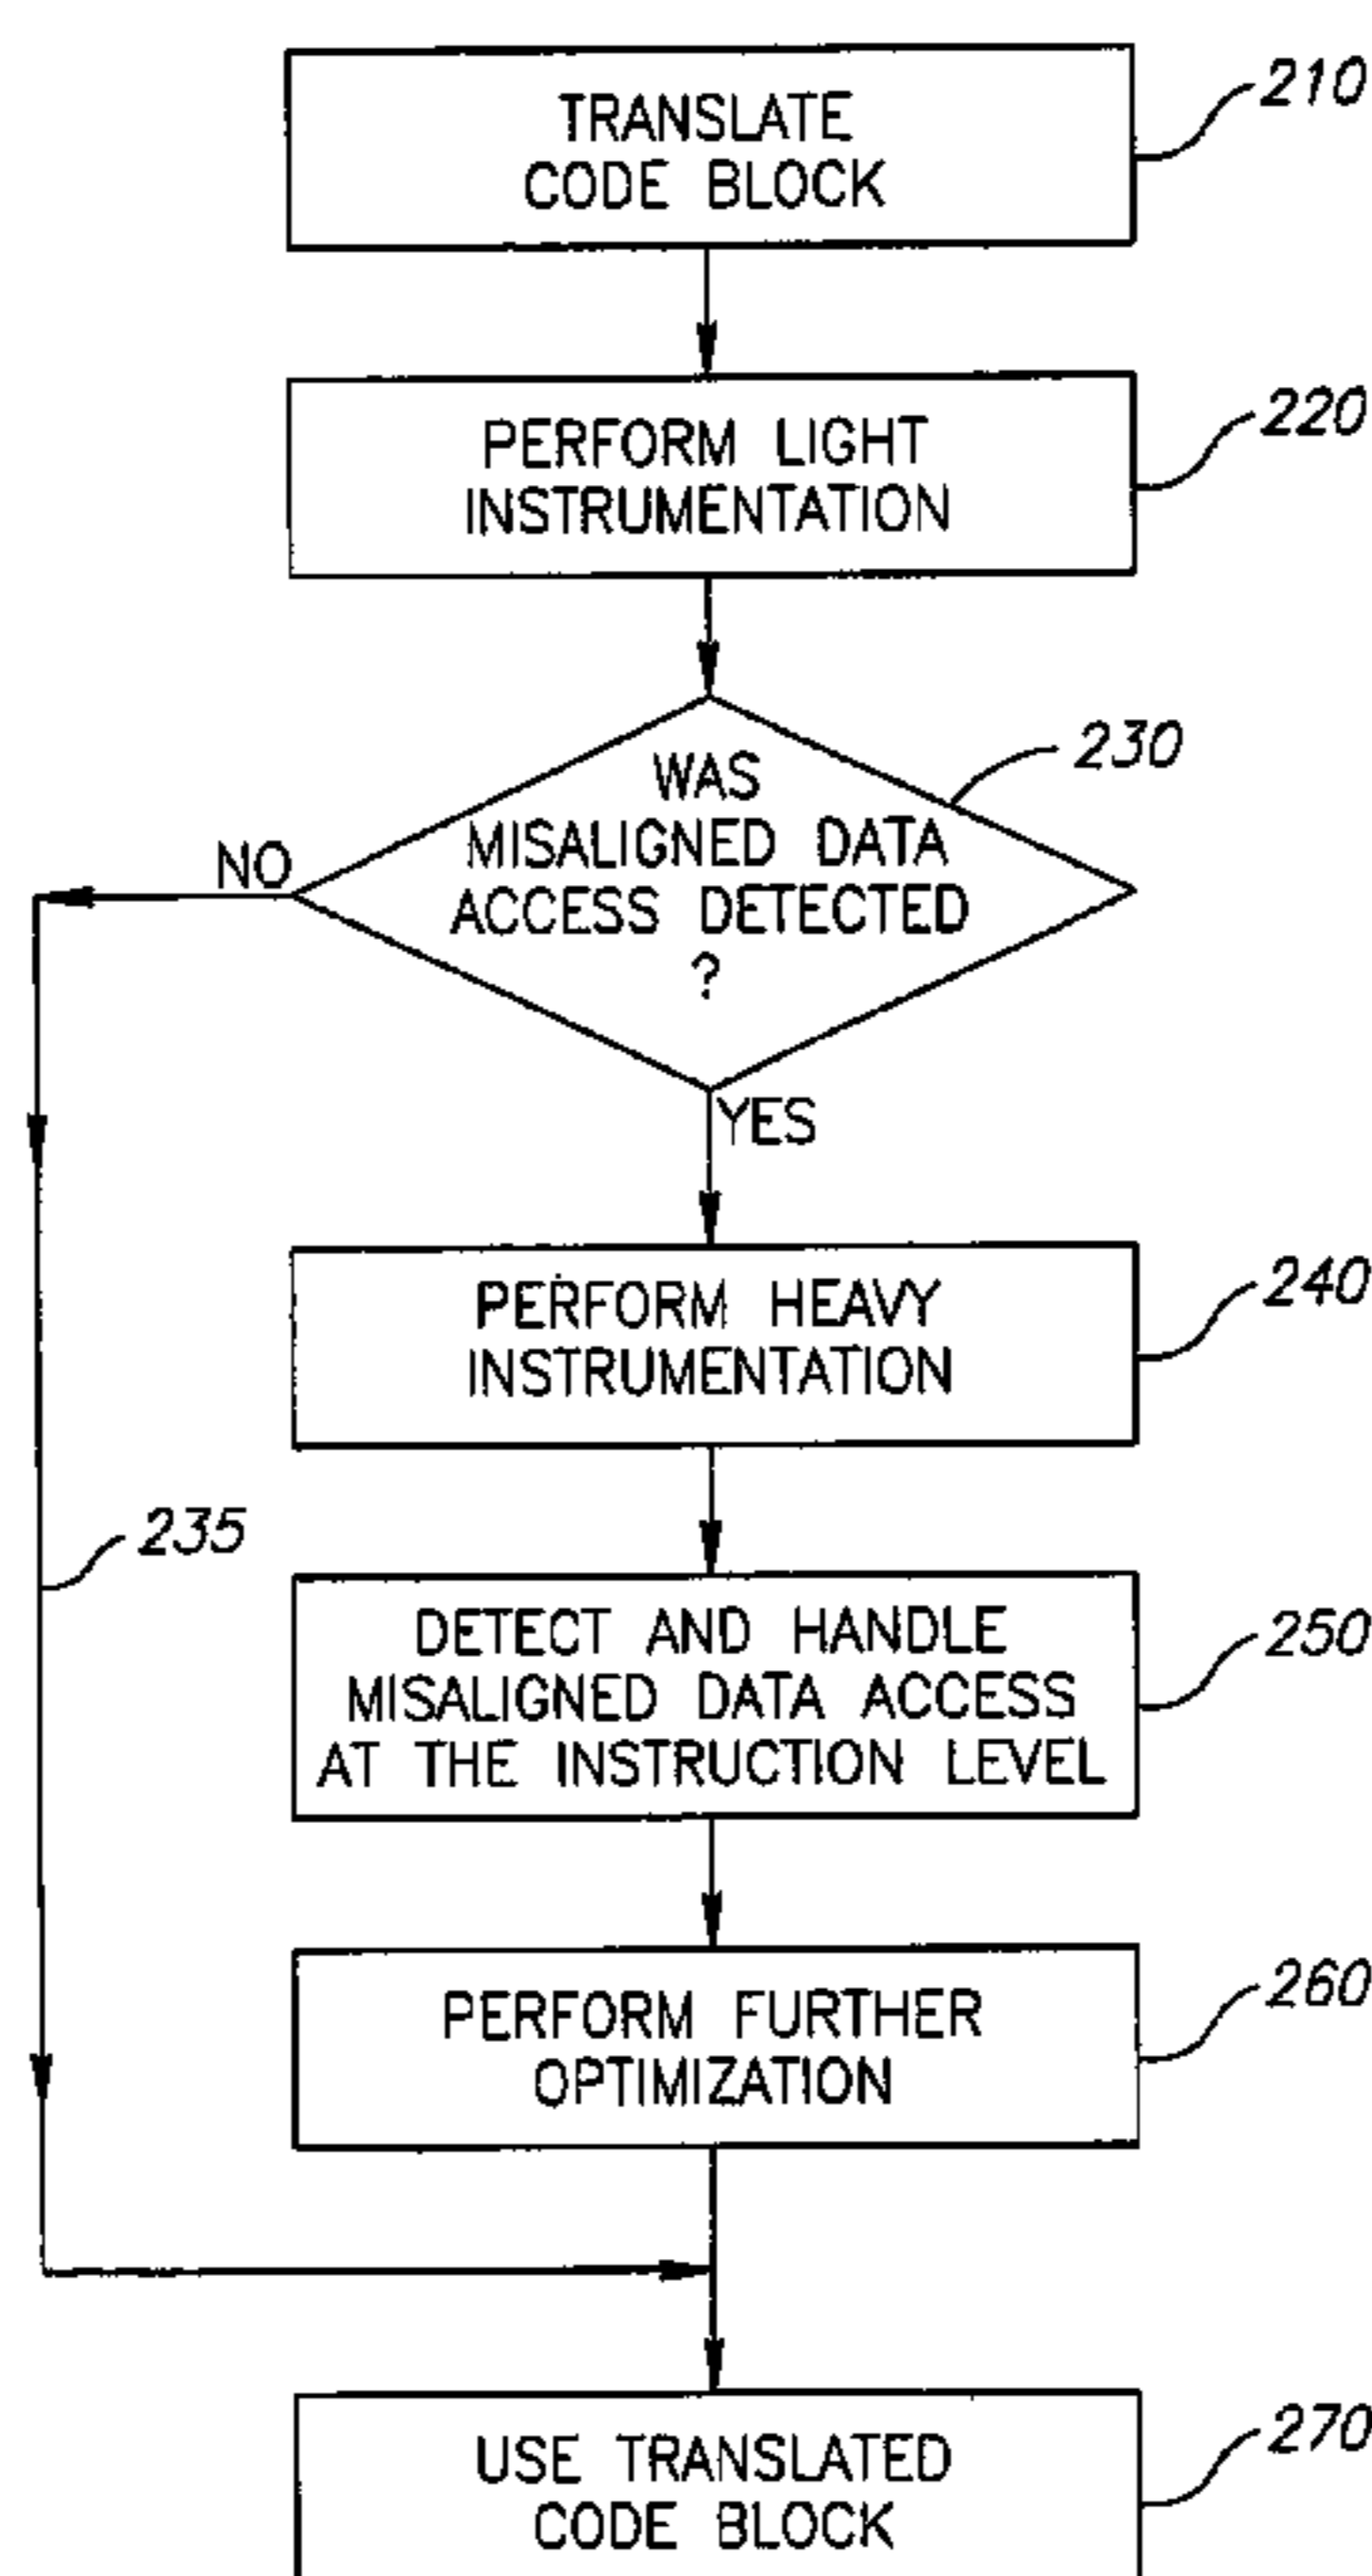 TRANSLATE
CODE BLOCK
210
PERFORM LIGHT
INSTRUMENTATION
220
WAS
MISALIGNED DATA
ACCESS DETECTED
?
230
NO
YES
PERFORM HEAVY
INSTRUMENTATION
240
235
DETECT AND HANDLE
MISALIGNED DATA ACCESS
AT THE INSTRUCTION LEVEL
250
PERFORM FURTHER
OPTIMIZATION
260
USE TRANSLATED
CODE BLOCK
270